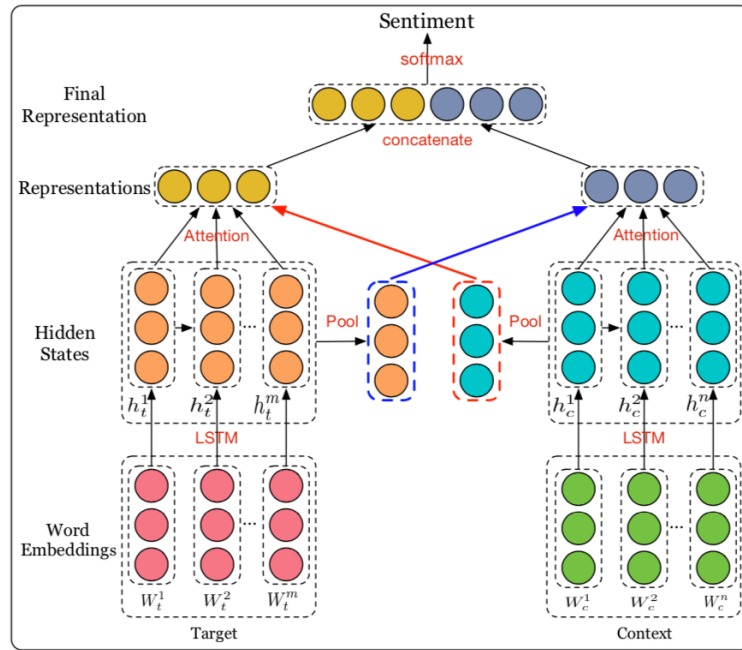 Sentiment
softmax
Final
Representation
concatenate
Representations
Attention
Attention
Hidden
States
Pool
Pool
...
...
h_t^1 h_t^2 h_t^m
h_c^1 h_c^2 h_c^n
LSTM
LSTM
Word
Embeddings
...
...
W_t^1 W_t^2 W_t^m
W_c^1 W_c^2 W_c^n
Target
Context